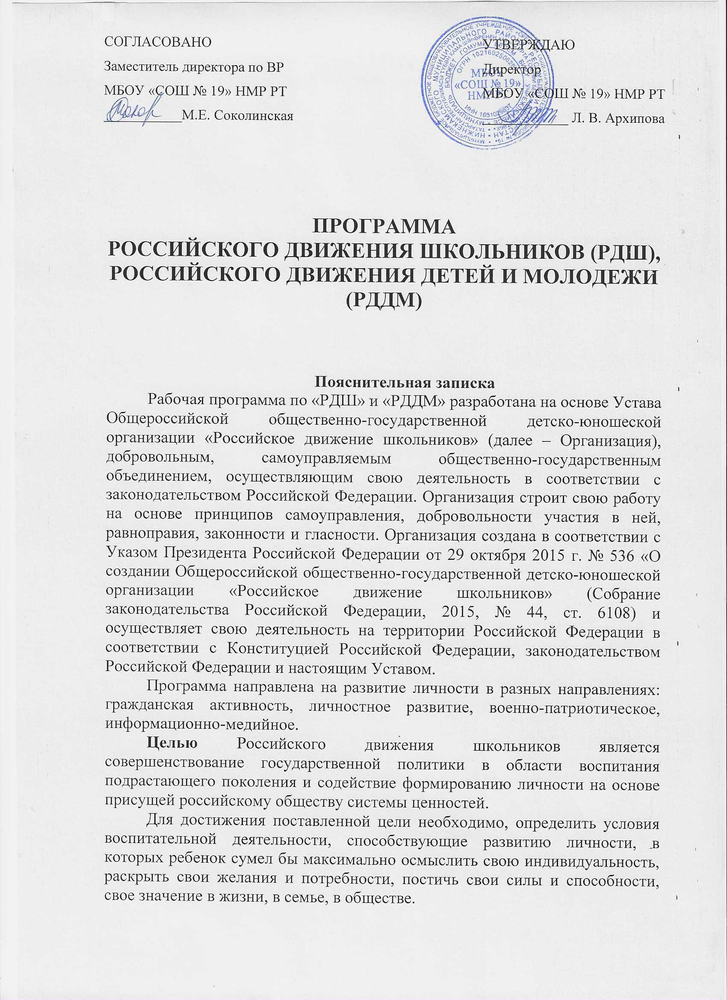 СОГЛАСОВАНО
Заместитель директора по ВР
МБОУ «СОШ № 19» НМР РТ
М.Е. Соколинская
УТВЕРЖДАЮ
Директор
МБОУ «СОШ № 19» НМР РТ
Л. В. Архипова
МБОУ
«СОШ № 19»
НМР РТ
ИНН 1651029837
ПРОГРАММА
РОССИЙСКОГО ДВИЖЕНИЯ ШКОЛЬНИКОВ (РДШ),
РОССИЙСКОГО ДВИЖЕНИЯ ДЕТЕЙ И МОЛОДЕЖИ
(РДДМ)
Пояснительная записка
Рабочая программа по «РДШ» и «РДДМ» разработана на основе Устава
Общероссийской общественно-государственной детско-юношеской
организации «Российское движение школьников» (далее – Организация),
добровольным, самоуправляемым общественно-государственным
объединением, осуществляющим свою деятельность в соответствии с
законодательством Российской Федерации. Организация строит свою работу
на основе принципов самоуправления, добровольности участия в ней,
равноправия, законности и гласности. Организация создана в соответствии с
Указом Президента Российской Федерации от 29 октября 2015 г. № 536 «О
создании Общероссийской общественно-государственной детско-юношеской
организации «Российское движение школьников» (Собрание
законодательства Российской Федерации, 2015, № 44, ст. 6108) и
осуществляет свою деятельность на территории Российской Федерации в
соответствии с Конституцией Российской Федерации, законодательством
Российской Федерации и настоящим Уставом.
Программа направлена на развитие личности в разных направлениях:
гражданская активность, личностное развитие, военно-патриотическое,
информационно-медийное.
Целью Российского движения школьников является
совершенствование государственной политики в области воспитания
подрастающего поколения и содействие формированию личности на основе
присущей российскому обществу системы ценностей.
Для достижения поставленной цели необходимо, определить условия
воспитательной деятельности, способствующие развитию личности, в
которых ребенок сумел бы максимально осмыслить свою индивидуальность,
раскрыть свои желания и потребности, постичь свои силы и способности,
свое значение в жизни, в семье, в обществе.